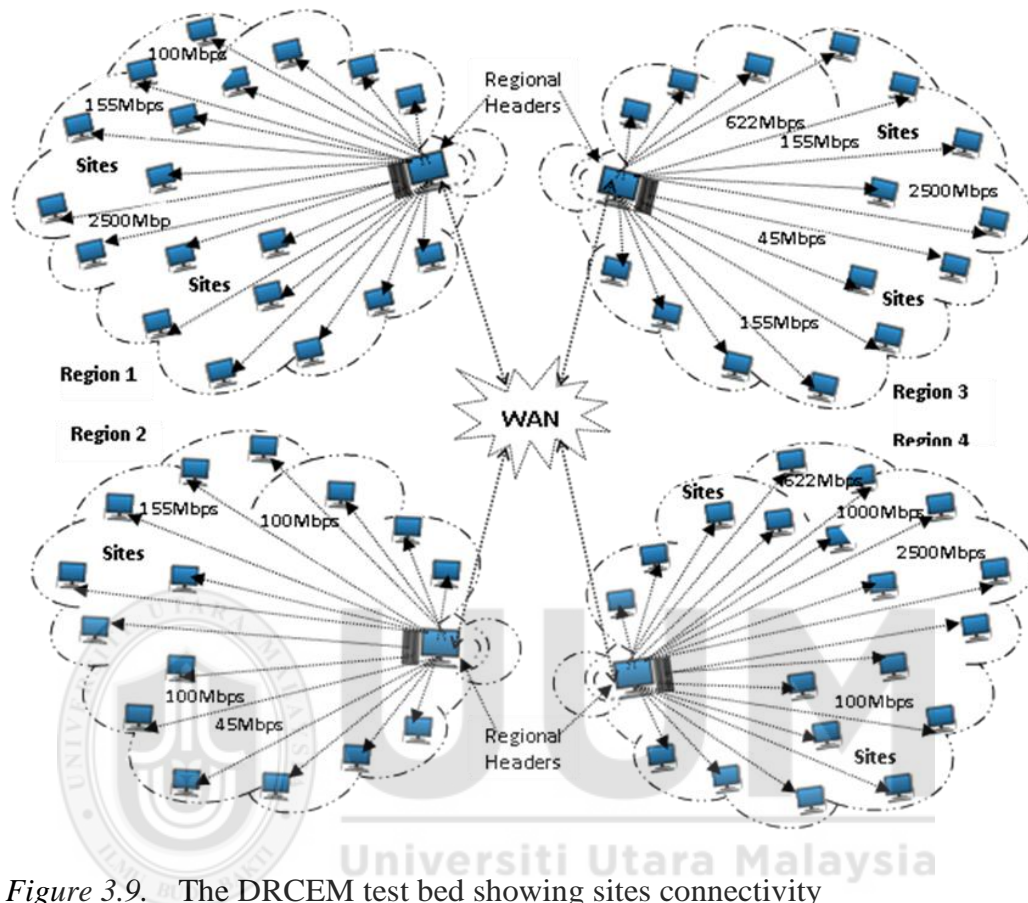 100Mbps
155Mbps
Sites
2500Mbp
Sites
Region 1
Regional
Headers
622Mbps
155Mbps
Sites
2500Mbps
45Mbps
Sites
155Mbps
Region 3
WAN
Region 2
155Mbps
100Mbps
Sites
100Mbps
45Mbps
Regional
Headers
Region 4
Sites
622Mbps
1000Mbps
2500Mbps
100Mbps
Sites
UUM
Universiti Utara Malaysia
Figure 3.9. The DRCEM test bed showing sites connectivity